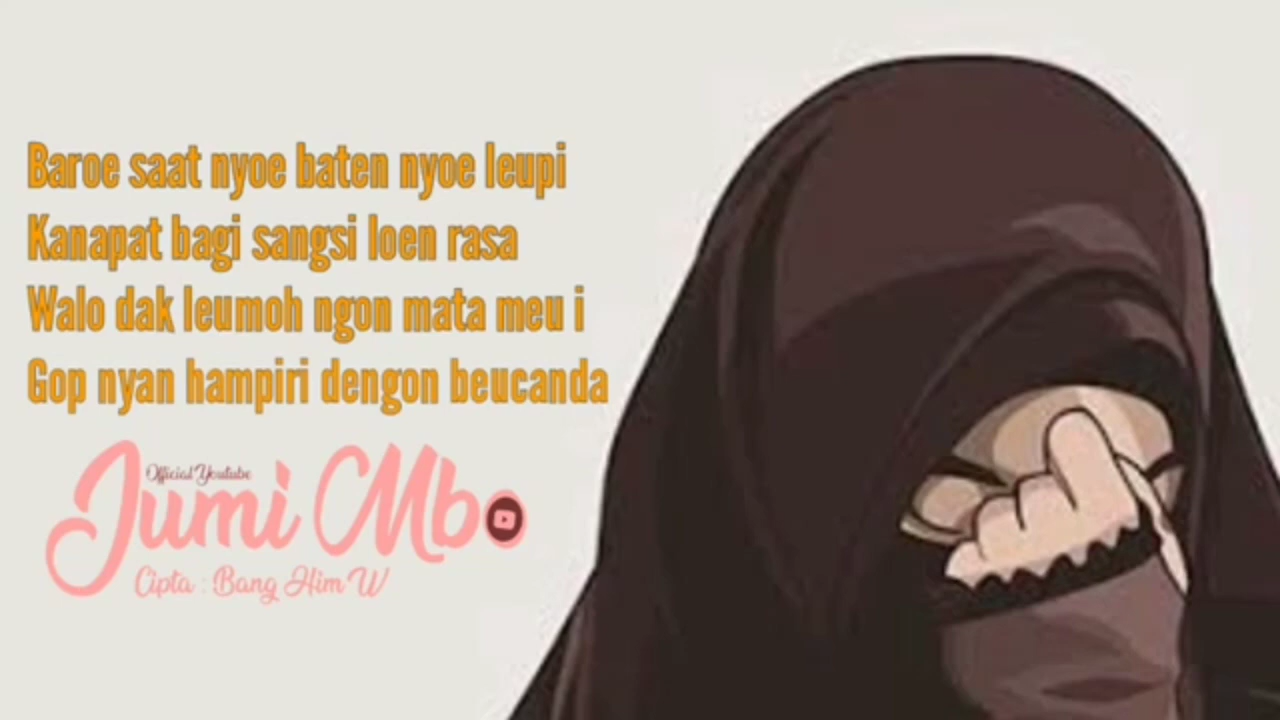 Baroe saat nyoe baten nyoe leupi
Kanapat bagi sangsi loen rasa
Walo dak leumoh ngon mata meu i
Gop nyan hampiri dengon beucanda
Official Youtube
Jumi Mbo
Cipta : Bang Him W